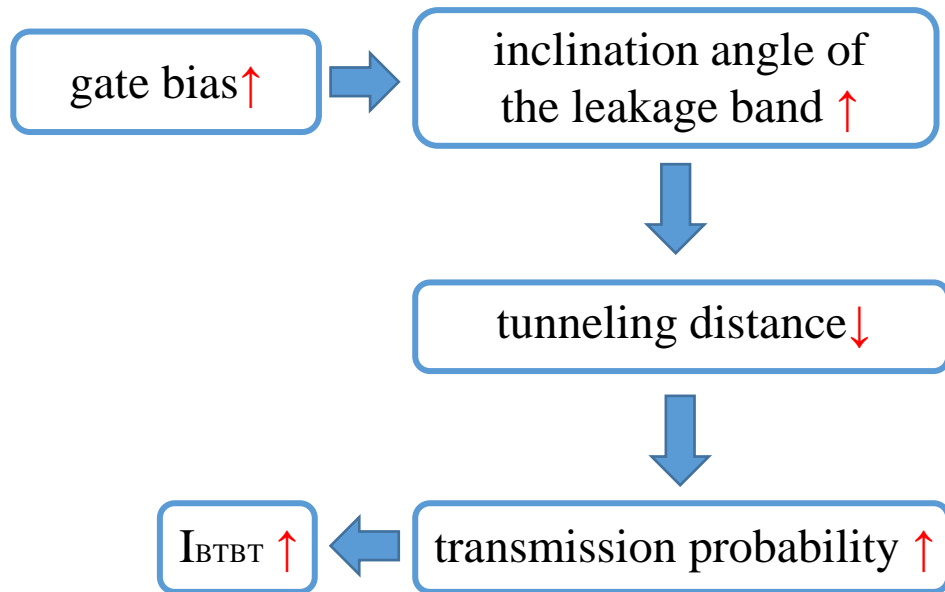 gate bias↑
inclination angle of
the leakage band ↑
tunneling distance↓
transmission probability ↑
IBTBT ↑